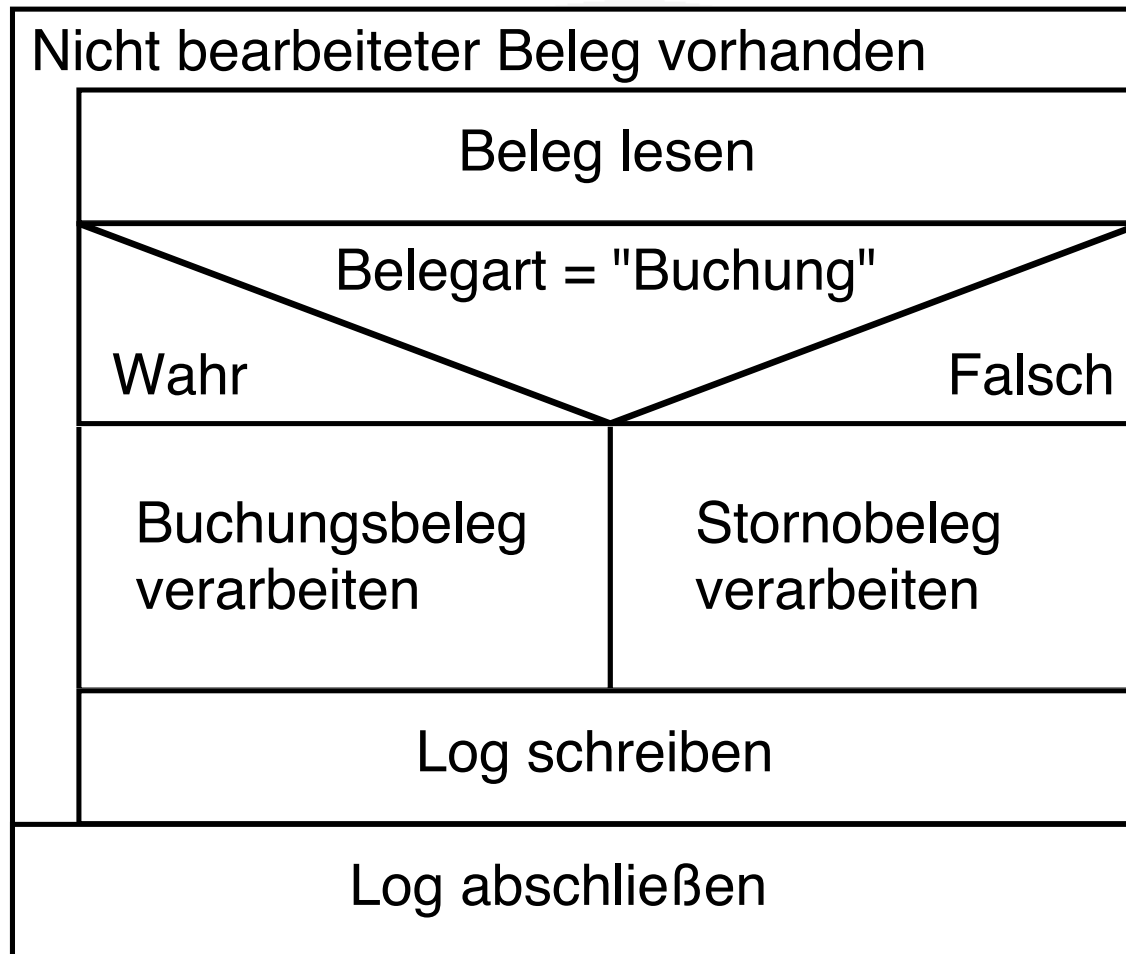 Nicht bearbeiteter Beleg vorhanden
Beleg lesen
Belegart = "Buchung"
Wahr
Falsch
Buchungsbeleg
verarbeiten
Stornobeleg
verarbeiten
Log schreiben
Log abschließen